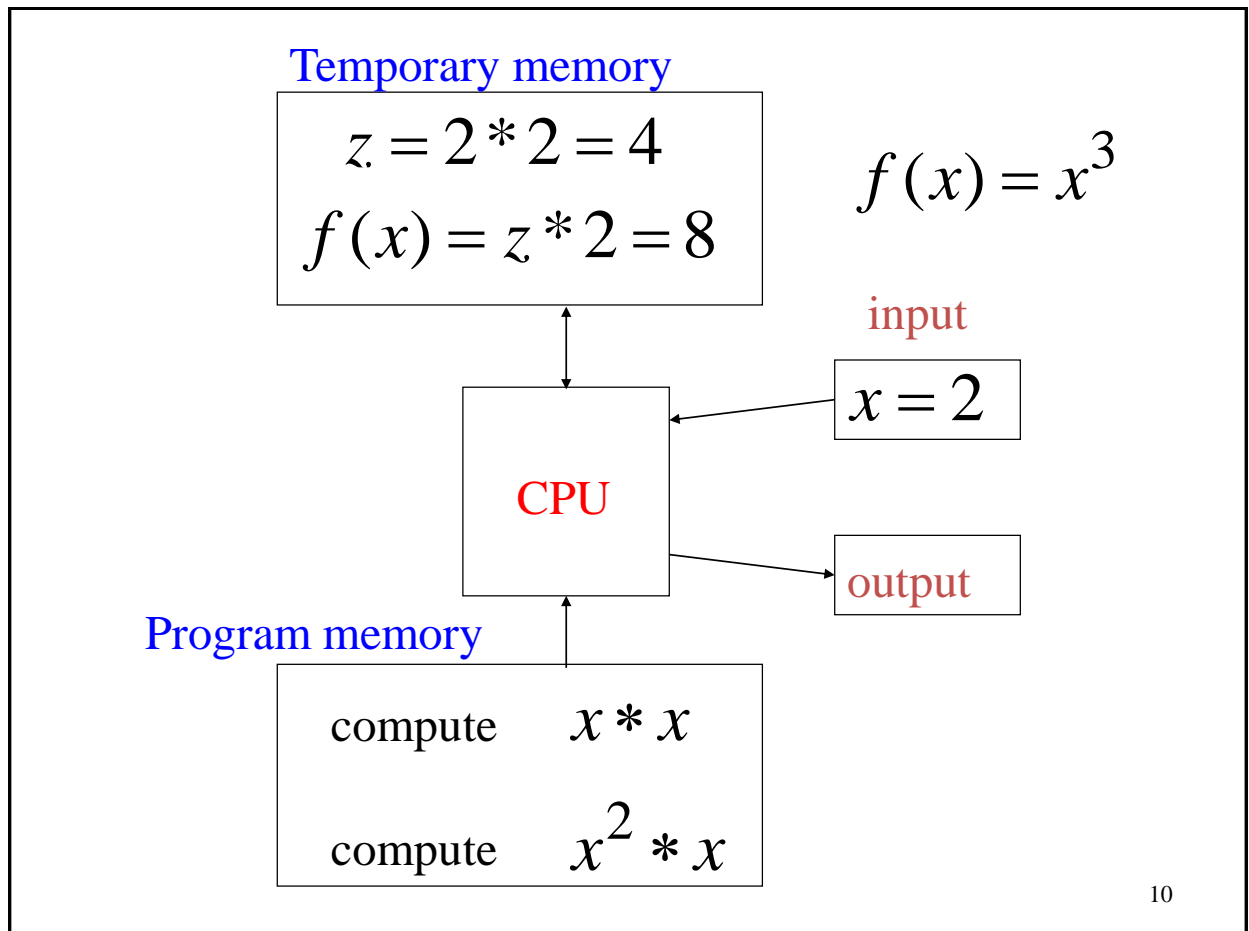 Temporary memory
z = 2 * 2 = 4
f(x) = z * 2 = 8
f(x) = x³
input
x = 2
CPU
output
Program memory
compute x * x
compute x² * x
10